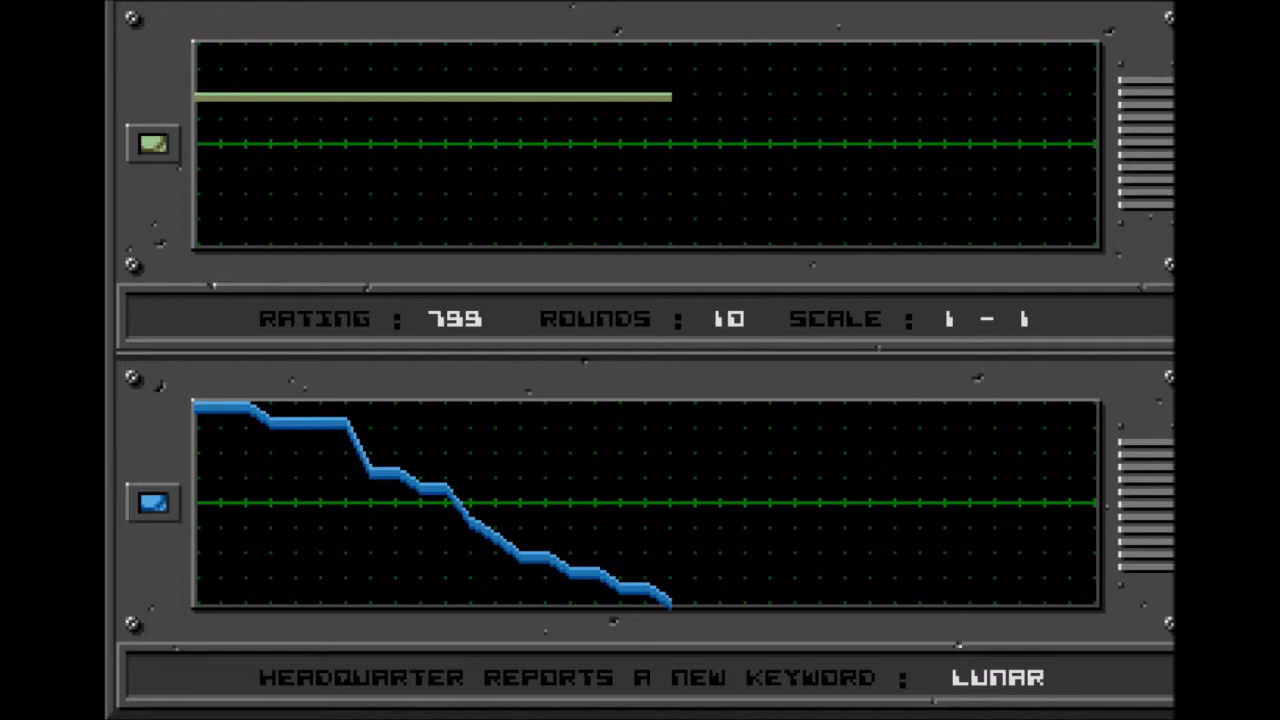 RATING : 799 ROUNDS : 10 SCALE : 1 - 1
HEADQUARTER REPORTS A NEW KEYWORD : LUNAR